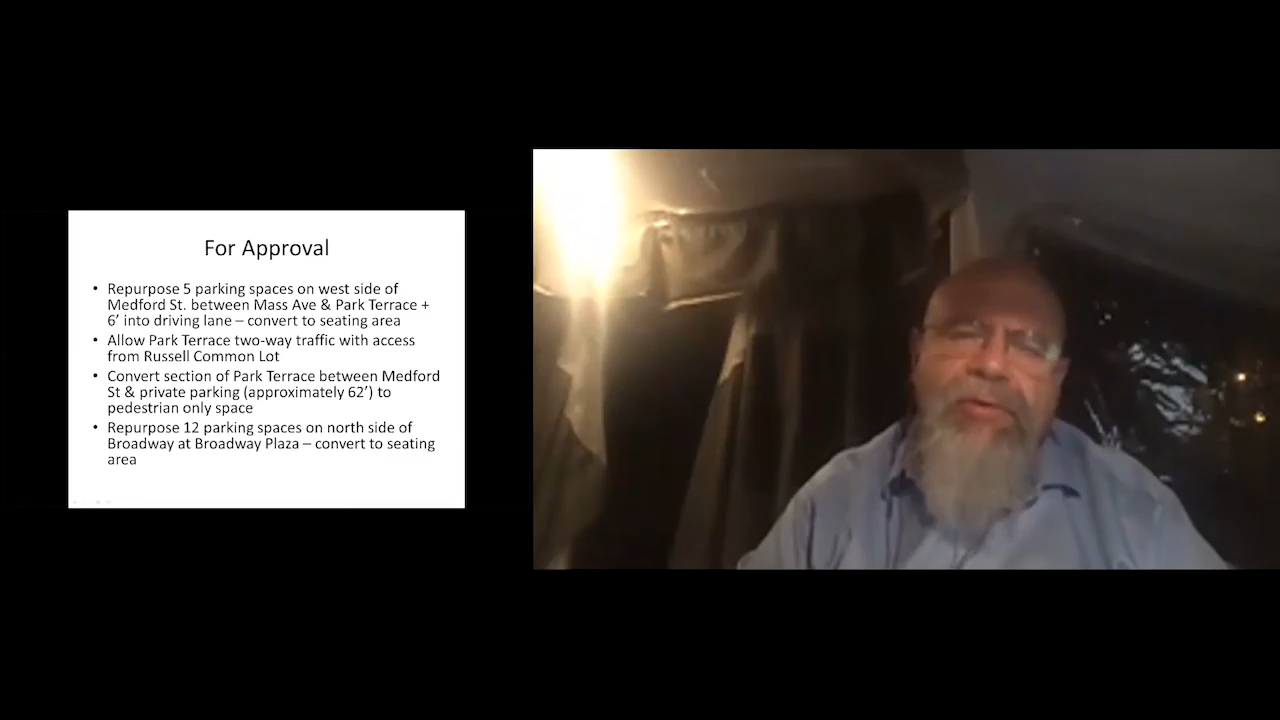 For Approval
• Repurpose 5 parking spaces on west side of
Medford St. between Mass Ave & Park Terrace +
6’ into driving lane – convert to seating area
• Allow Park Terrace two-way traffic with access
from Russell Common Lot
• Convert section of Park Terrace between Medford
St & private parking (approximately 62’) to
pedestrian only space
• Repurpose 12 parking spaces on north side of
Broadway at Broadway Plaza – convert to seating
area